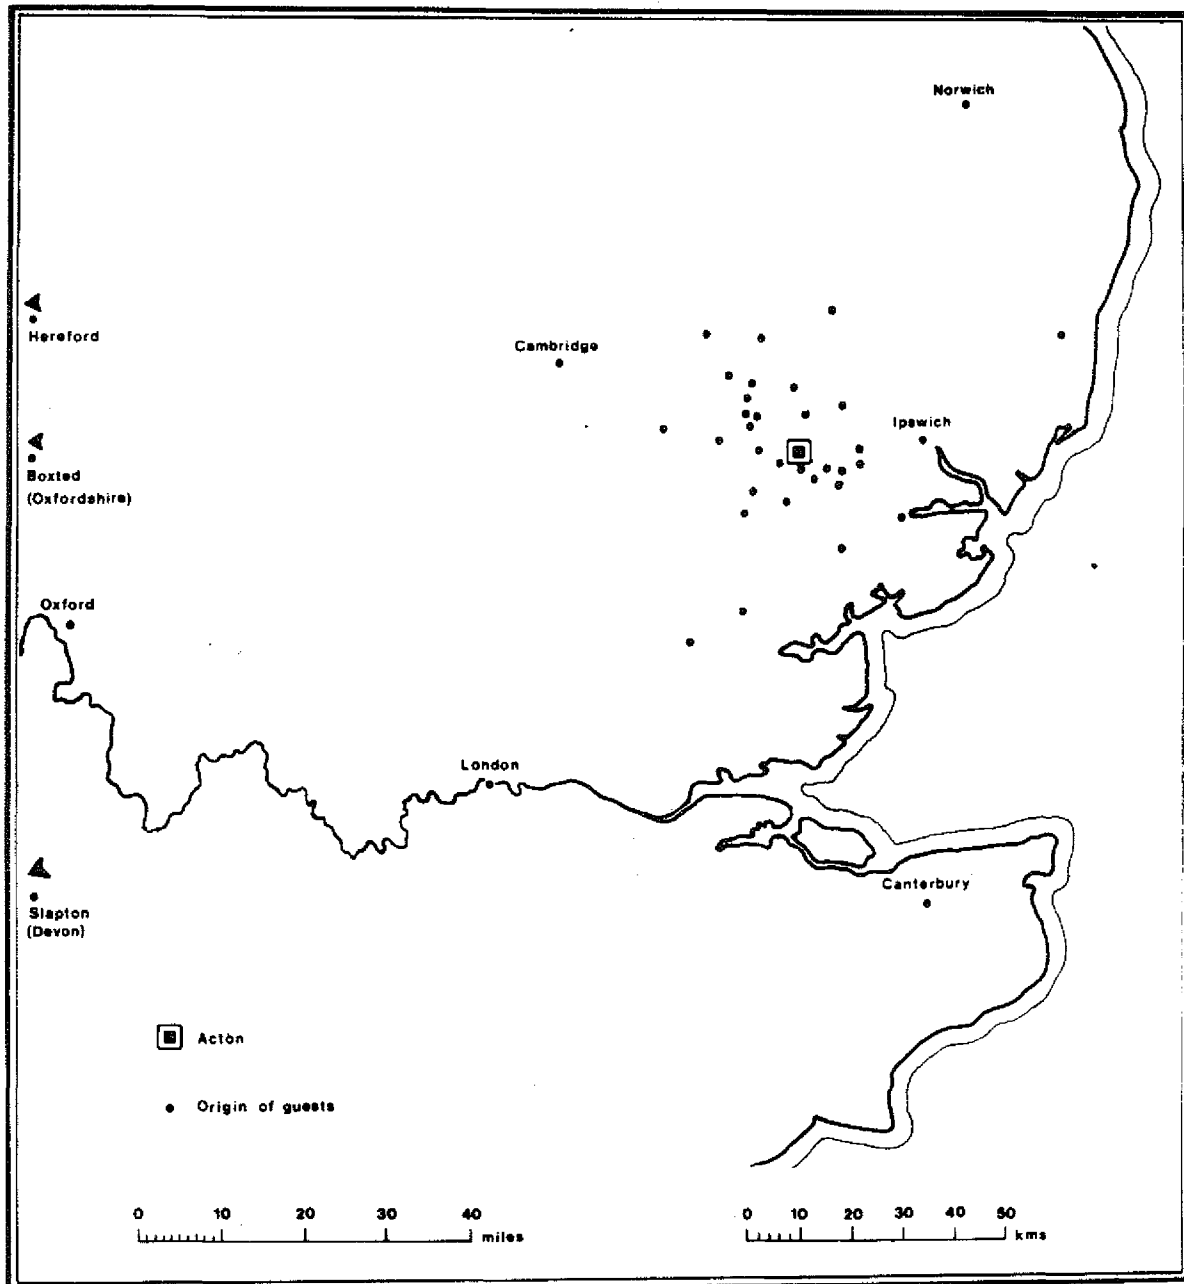 Norwich
Hereford
Cambridge
Ipswich
Boxted
(Oxfordshire)
Oxford
London
Canterbury
Slapton
(Devon)
Acton
Origin of guests
0 10 20 30 40 miles
0 10 20 30 40 50 kms